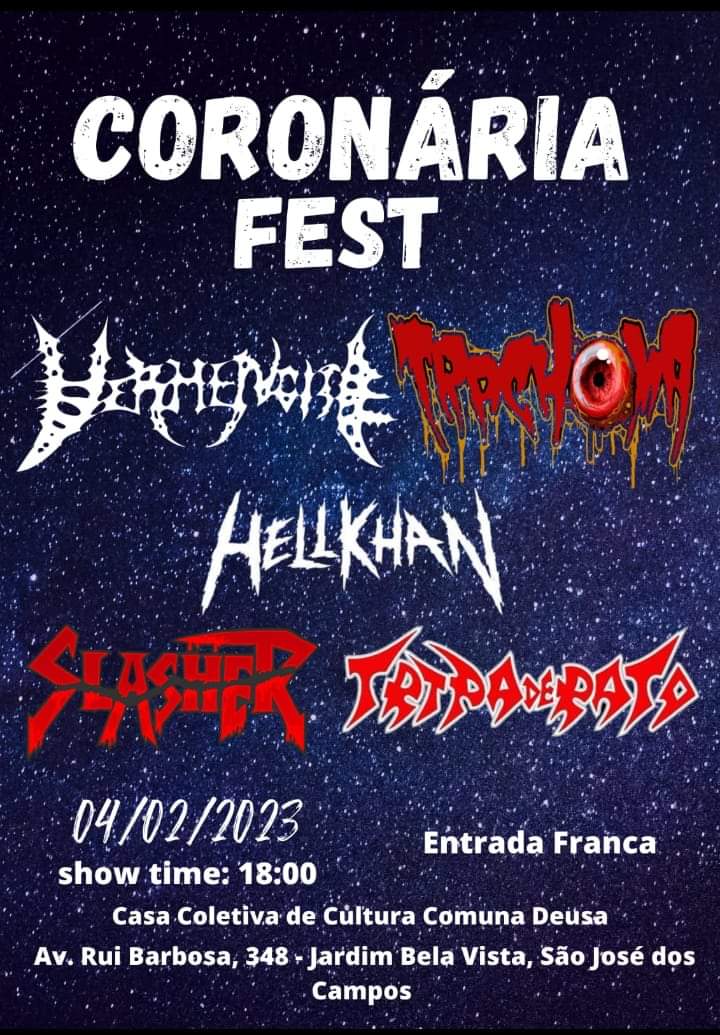 CORONÁRIA
FEST
TRACHOMA
HELLKHAN
SLASHER
TRIPA DE RATO
04/02/2023
Entrada Franca
show time: 18:00
Casa Coletiva de Cultura Comuna Deusa
Av. Rui Barbosa, 348 - Jardim Bela Vista, São José dos
Campos